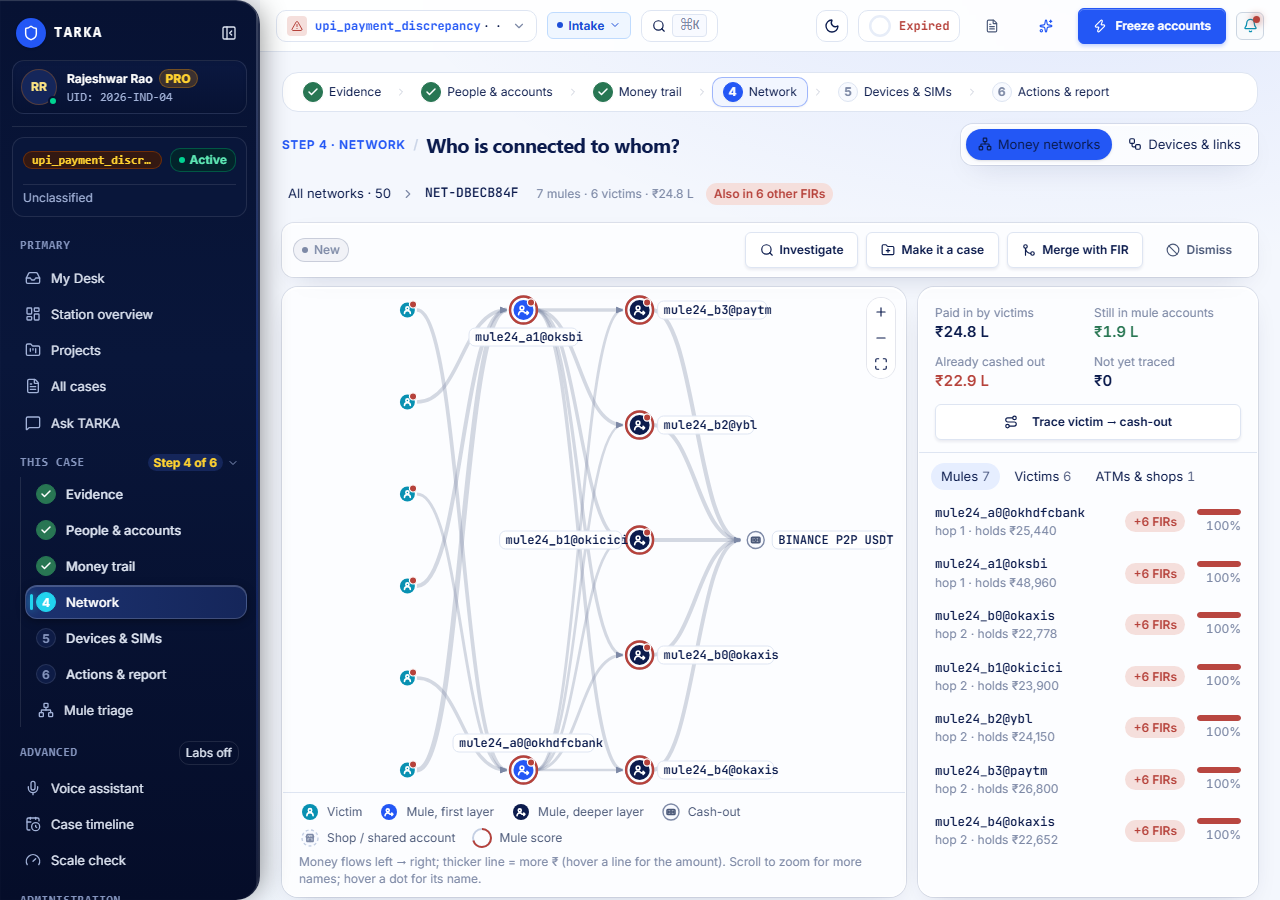 TARKA
RR
Rajeshwar Rao PRO
UID: 2026-IND-04
upi_payment_discr… Active
Unclassified
PRIMARY
My Desk
Station overview
Projects
All cases
Ask TARKA
THIS CASE Step 4 of 6
Evidence
People & accounts
Money trail
4 Network
5 Devices & SIMs
6 Actions & report
Mule triage
ADVANCED Labs off
Voice assistant
Case timeline
Scale check
ADMINISTRATION
upi_payment_discrepancy · · Intake ⌘K Expired Freeze accounts
Evidence People & accounts Money trail 4 Network 5 Devices & SIMs 6 Actions & report
STEP 4 · NETWORK / Who is connected to whom? Money networks Devices & links
All networks · 50 > NET-DBECB84F 7 mules · 6 victims · ₹24.8 L Also in 6 other FIRs
New Investigate Make it a case Merge with FIR Dismiss
mule24_b3@paytm
mule24_a1@oksbi
mule24_b2@ybl
mule24_b1@okicici
BINANCE P2P USDT
mule24_b0@okaxis
mule24_a0@okhdfcbank
mule24_b4@okaxis
Victim Mule, first layer Mule, deeper layer Cash-out
Shop / shared account Mule score
Money flows left → right; thicker line = more ₹ (hover a line for the amount). Scroll to zoom for more
names; hover a dot for its name.
Paid in by victims Still in mule accounts
₹24.8 L ₹1.9 L
Already cashed out Not yet traced
₹22.9 L ₹0
Trace victim → cash-out
Mules 7 Victims 6 ATMs & shops 1
mule24_a0@okhdfcbank
hop 1 · holds ₹25,440 +6 FIRs 100%
mule24_a1@oksbi
hop 1 · holds ₹48,960 +6 FIRs 100%
mule24_b0@okaxis
hop 2 · holds ₹22,778 +6 FIRs 100%
mule24_b1@okicici
hop 2 · holds ₹23,900 +6 FIRs 100%
mule24_b2@ybl
hop 2 · holds ₹24,150 +6 FIRs 100%
mule24_b3@paytm
hop 2 · holds ₹26,800 +6 FIRs 100%
mule24_b4@okaxis
hop 2 · holds ₹22,652 +6 FIRs 100%